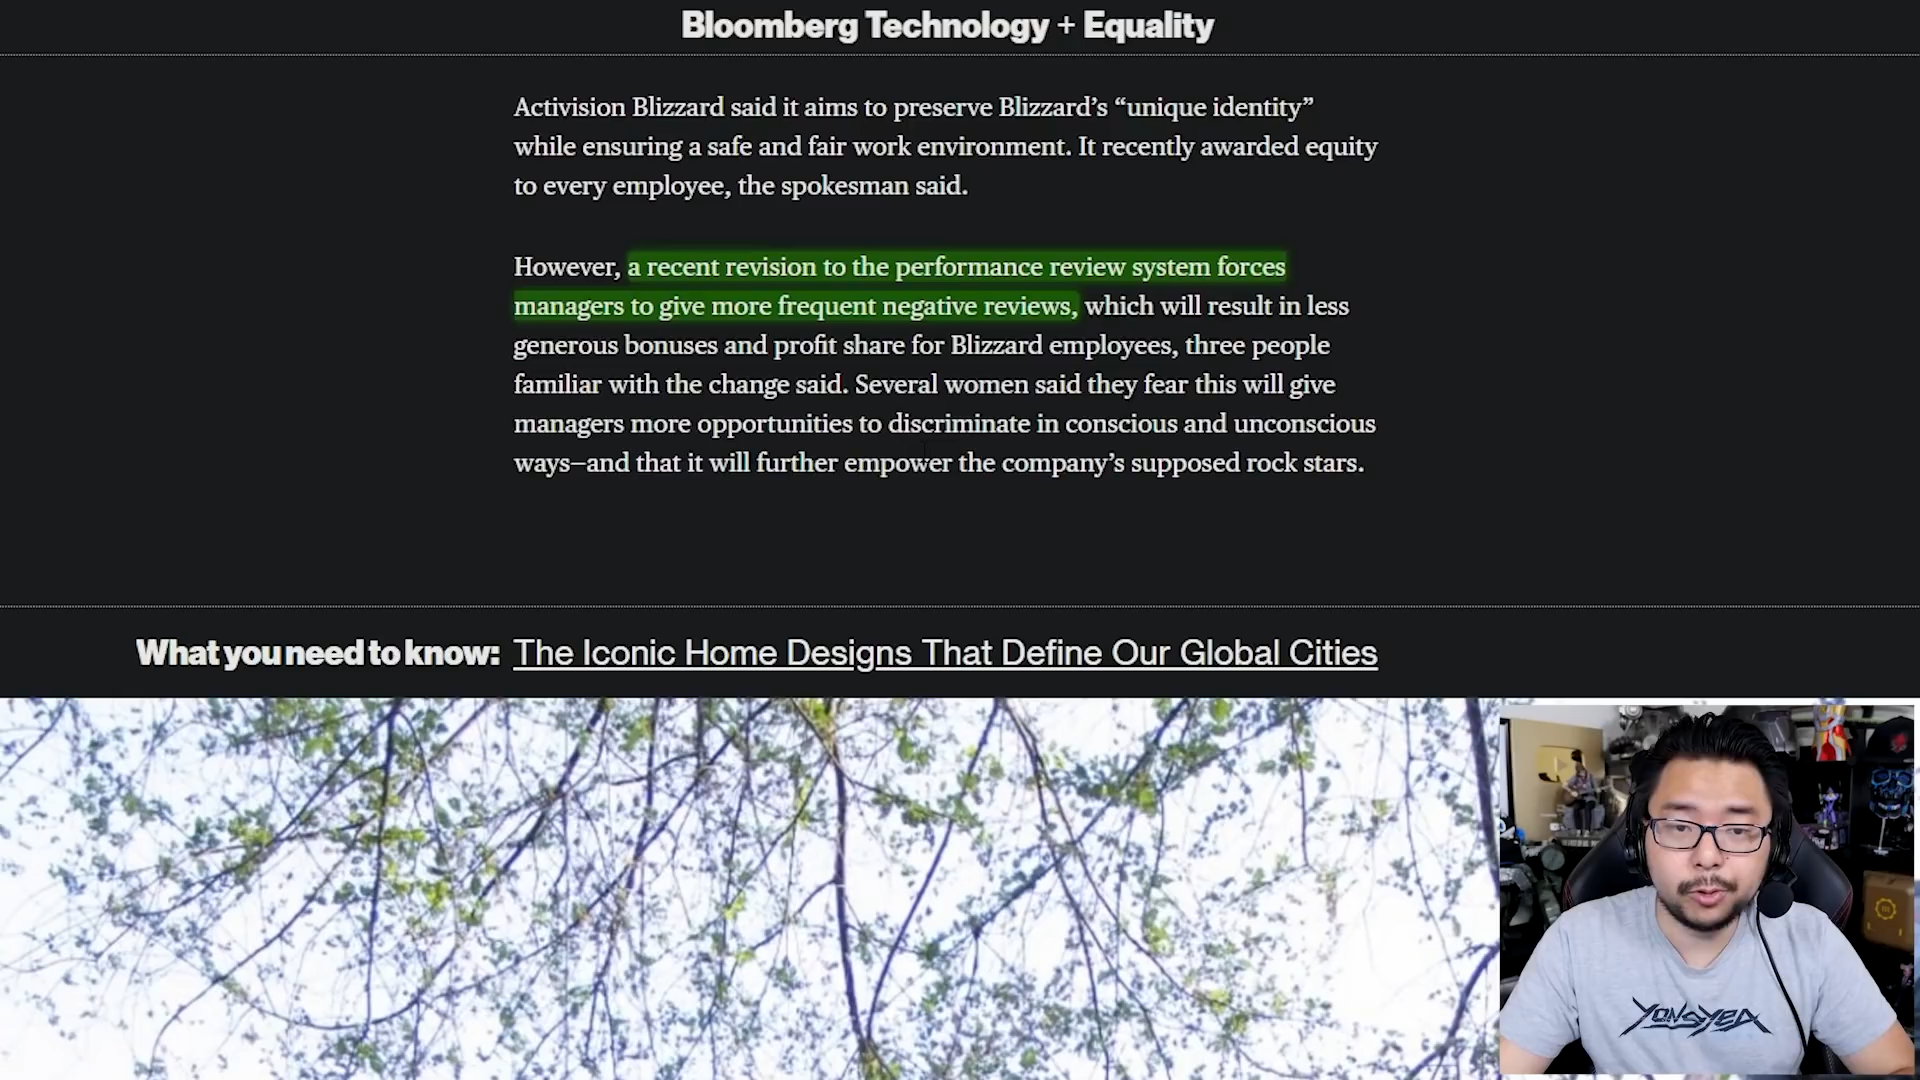 Bloomberg Technology + Equality
Activision Blizzard said it aims to preserve Blizzard’s “unique identity”
while ensuring a safe and fair work environment. It recently awarded equity
to every employee, the spokesman said.
However, a recent revision to the performance review system forces
managers to give more frequent negative reviews, which will result in less
generous bonuses and profit share for Blizzard employees, three people
familiar with the change said. Several women said they fear this will give
managers more opportunities to discriminate in conscious and unconscious
ways—and that it will further empower the company’s supposed rock stars.
What you need to know: The Iconic Home Designs That Define Our Global Cities
YONGYEA